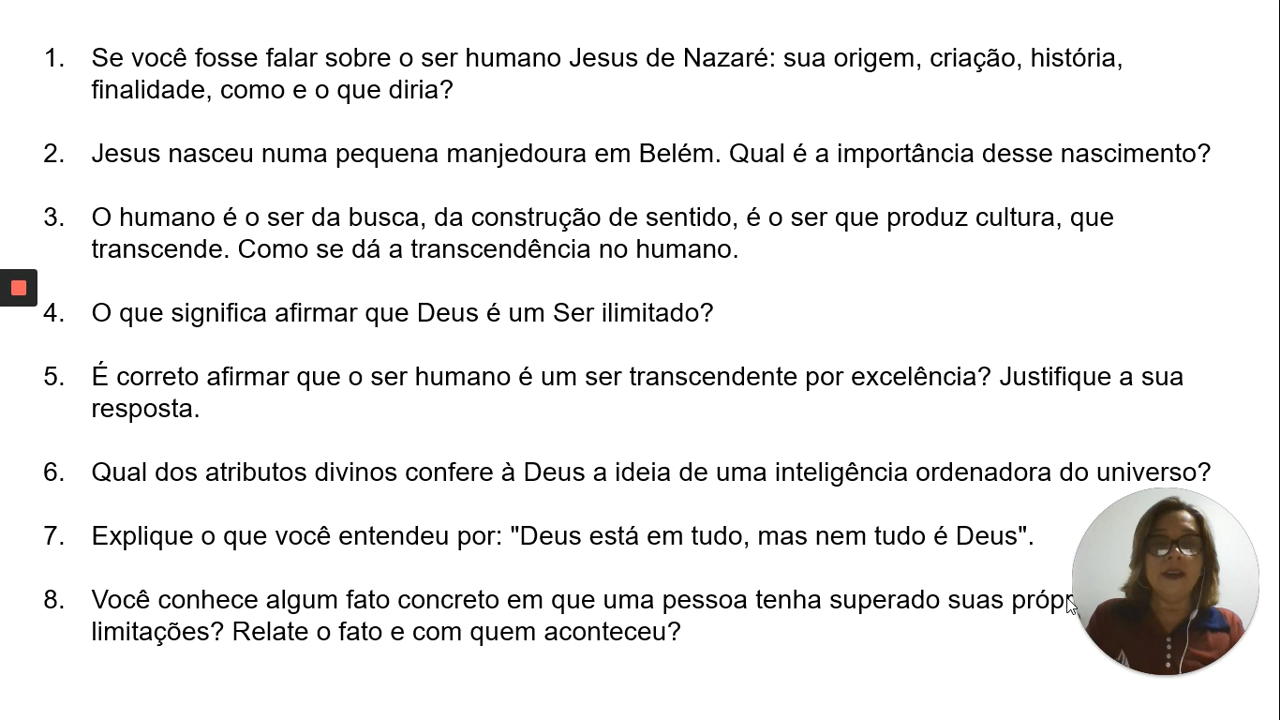 1. Se você fosse falar sobre o ser humano Jesus de Nazaré: sua origem, criação, história,
finalidade, como e o que diria?
2. Jesus nasceu numa pequena manjedoura em Belém. Qual é a importância desse nascimento?
3. O humano é o ser da busca, da construção de sentido, é o ser que produz cultura, que
transcende. Como se dá a transcendência no humano.
4. O que significa afirmar que Deus é um Ser ilimitado?
5. É correto afirmar que o ser humano é um ser transcendente por excelência? Justifique a sua
resposta.
6. Qual dos atributos divinos confere à Deus a ideia de uma inteligência ordenadora do universo?
7. Explique o que você entendeu por: "Deus está em tudo, mas nem tudo é Deus".
8. Você conhece algum fato concreto em que uma pessoa tenha superado suas
limitações? Relate o fato e com quem aconteceu?